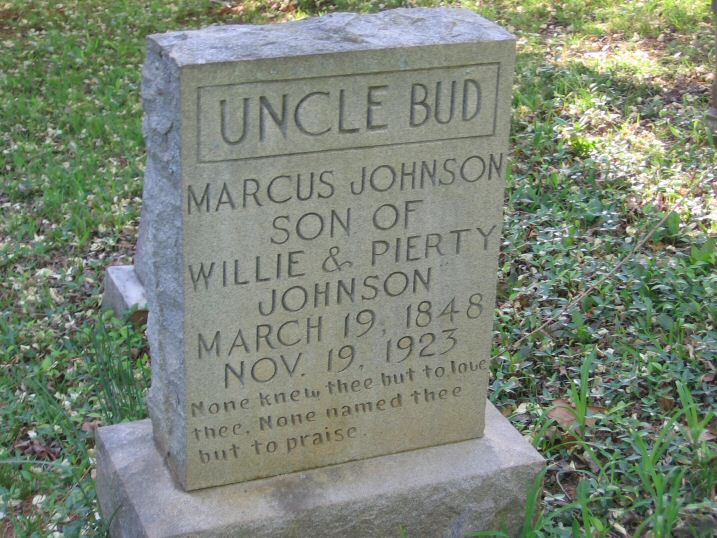 UNCLE BUD
MARCUS JOHNSON
SON OF
WILLIE & PIERTY
JOHNSON
MARCH 19, 1848
NOV. 19, 1923
None knew thee but to love
thee, None named thee
but to praise.